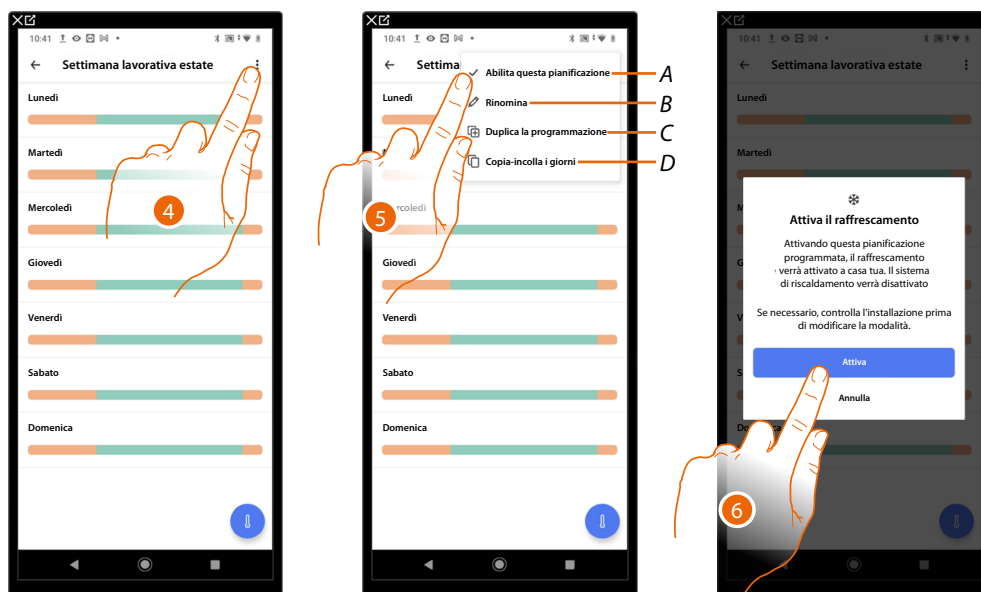 10:41
Settimana lavorativa estate
Lunedì
Martedì
Mercoledì
Giovedì
Venerdì
Sabato
Domenica
4
10:41
Settima
Abilita questa pianificazione
A
Rinomina
B
Duplica la programmazione
C
Copia-incolla i giorni
D
Lunedì
rcoledì
Giovedì
Venerdì
Sabato
Domenica
5
10:41
Settimana lavorativa estate
Lunedì
Martedì
M
G
V
S
Do
ca
Attiva il raffrescamento
Attivando questa pianificazione
programmata, il raffrescamento
verrà attivato a casa tua. Il sistema
di riscaldamento verrà disattivato
Se necessario, controlla l'installazione prima
di modificare la modalità.
Attiva
Annulla
6